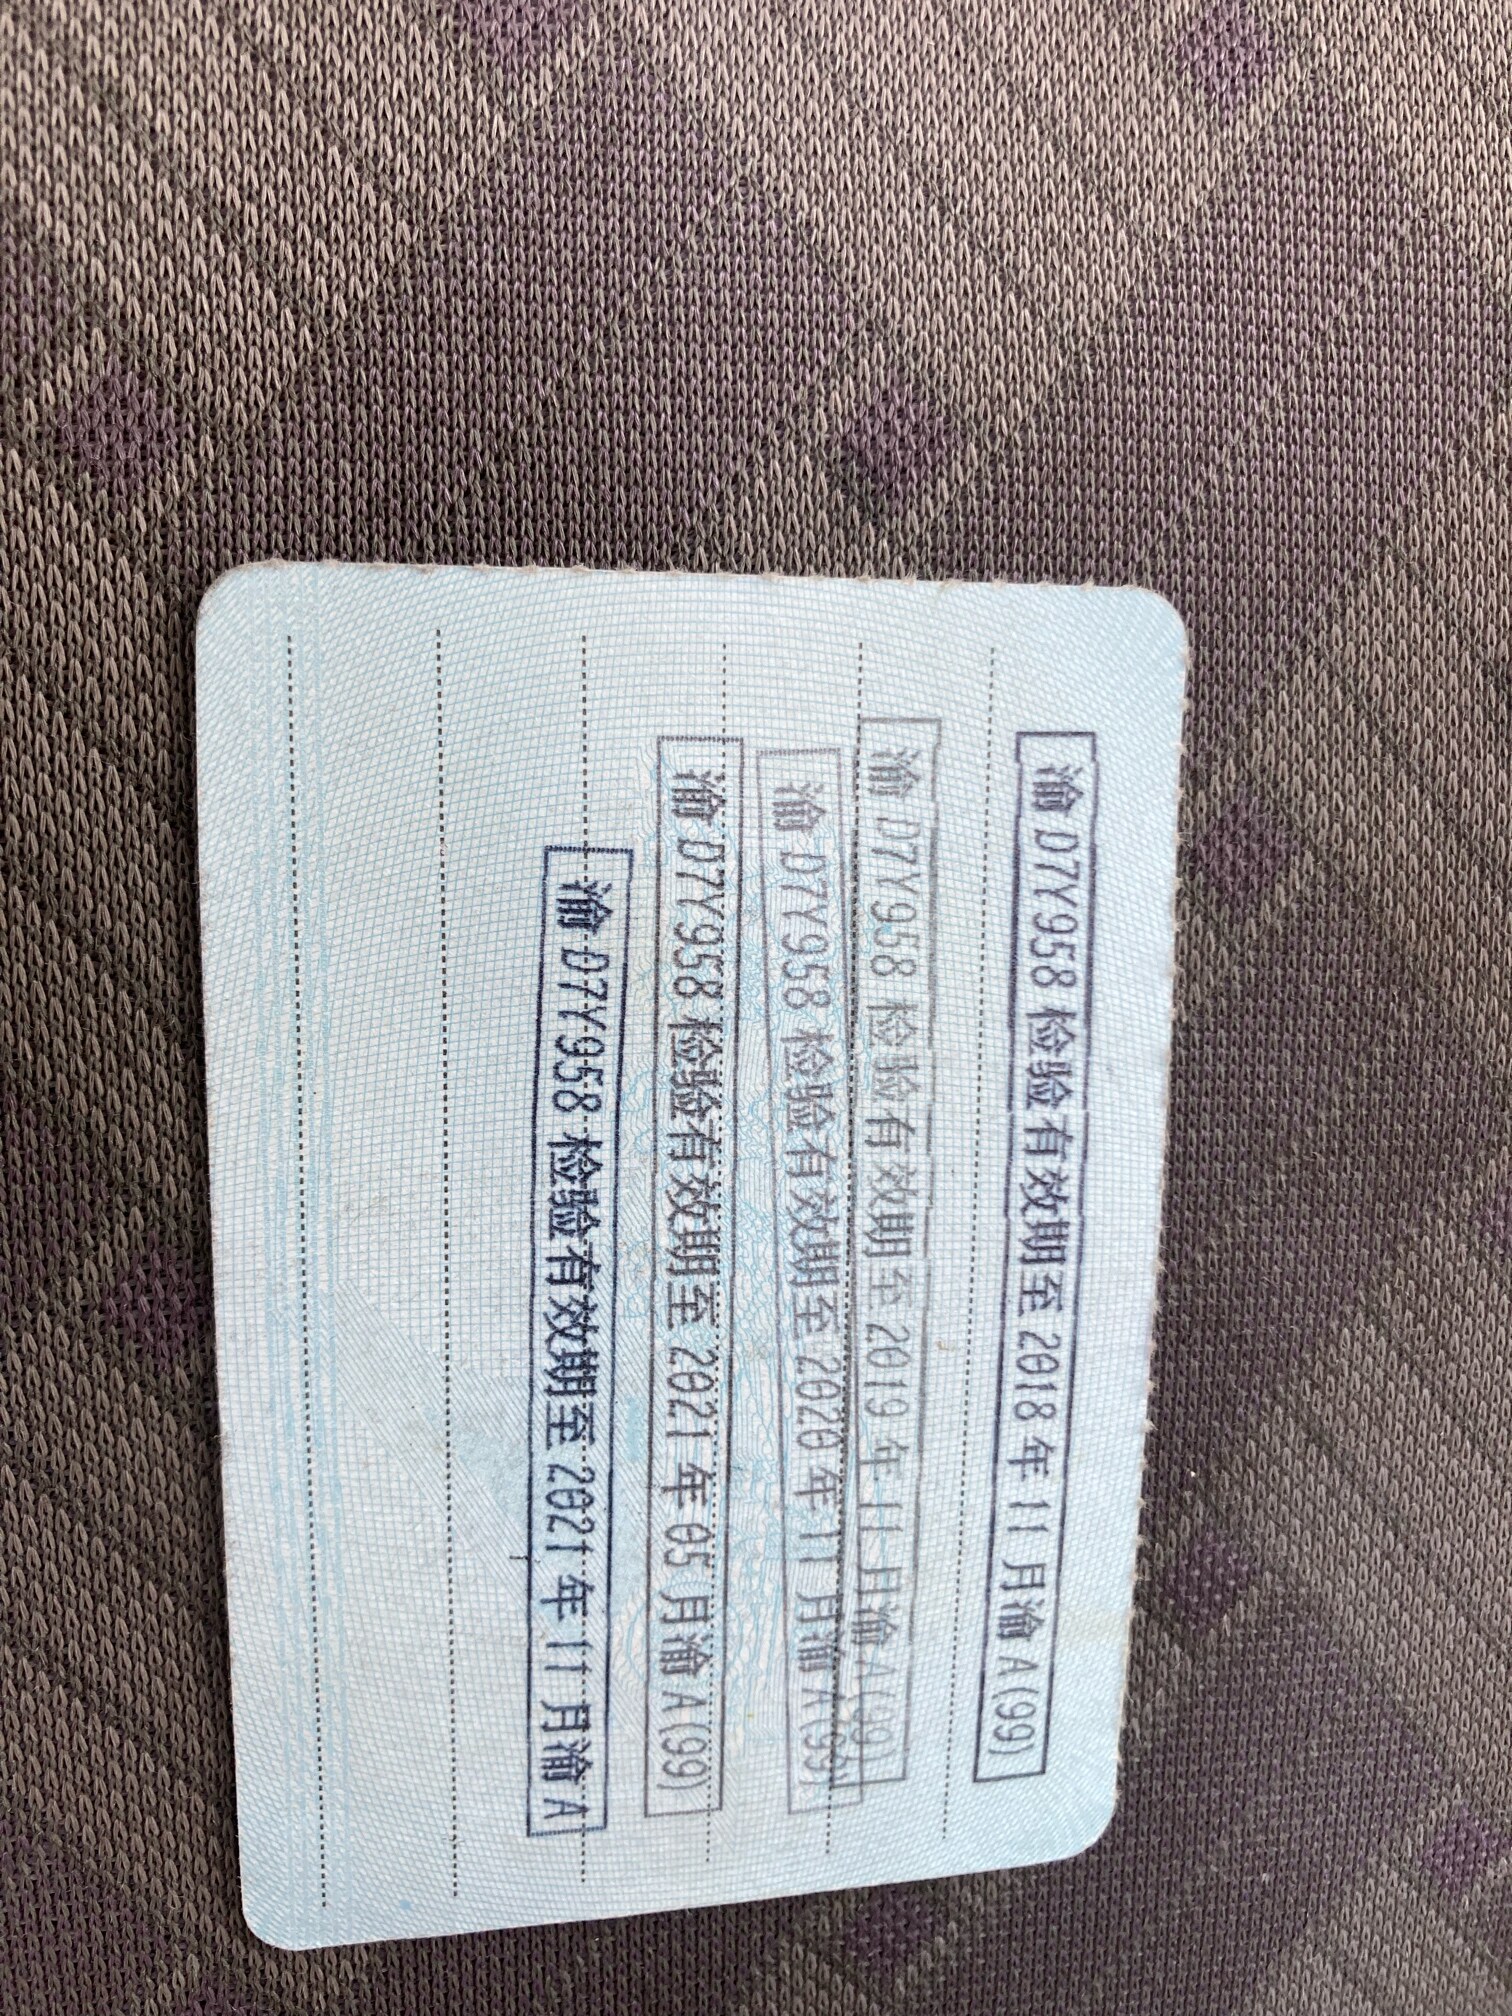 渝 D7Y958 检验有效期至 2018 年 11 月渝 A(99)
渝 D7Y958 检验有效期至 2019 年 11 月渝 A(99)
渝 D7Y958 检验有效期至 2020 年 11 月渝 A(99)
渝 D7Y958 检验有效期至 2021 年 05 月渝 A(99)
渝 D7Y958 检验有效期至 2021 年 11 月渝 A